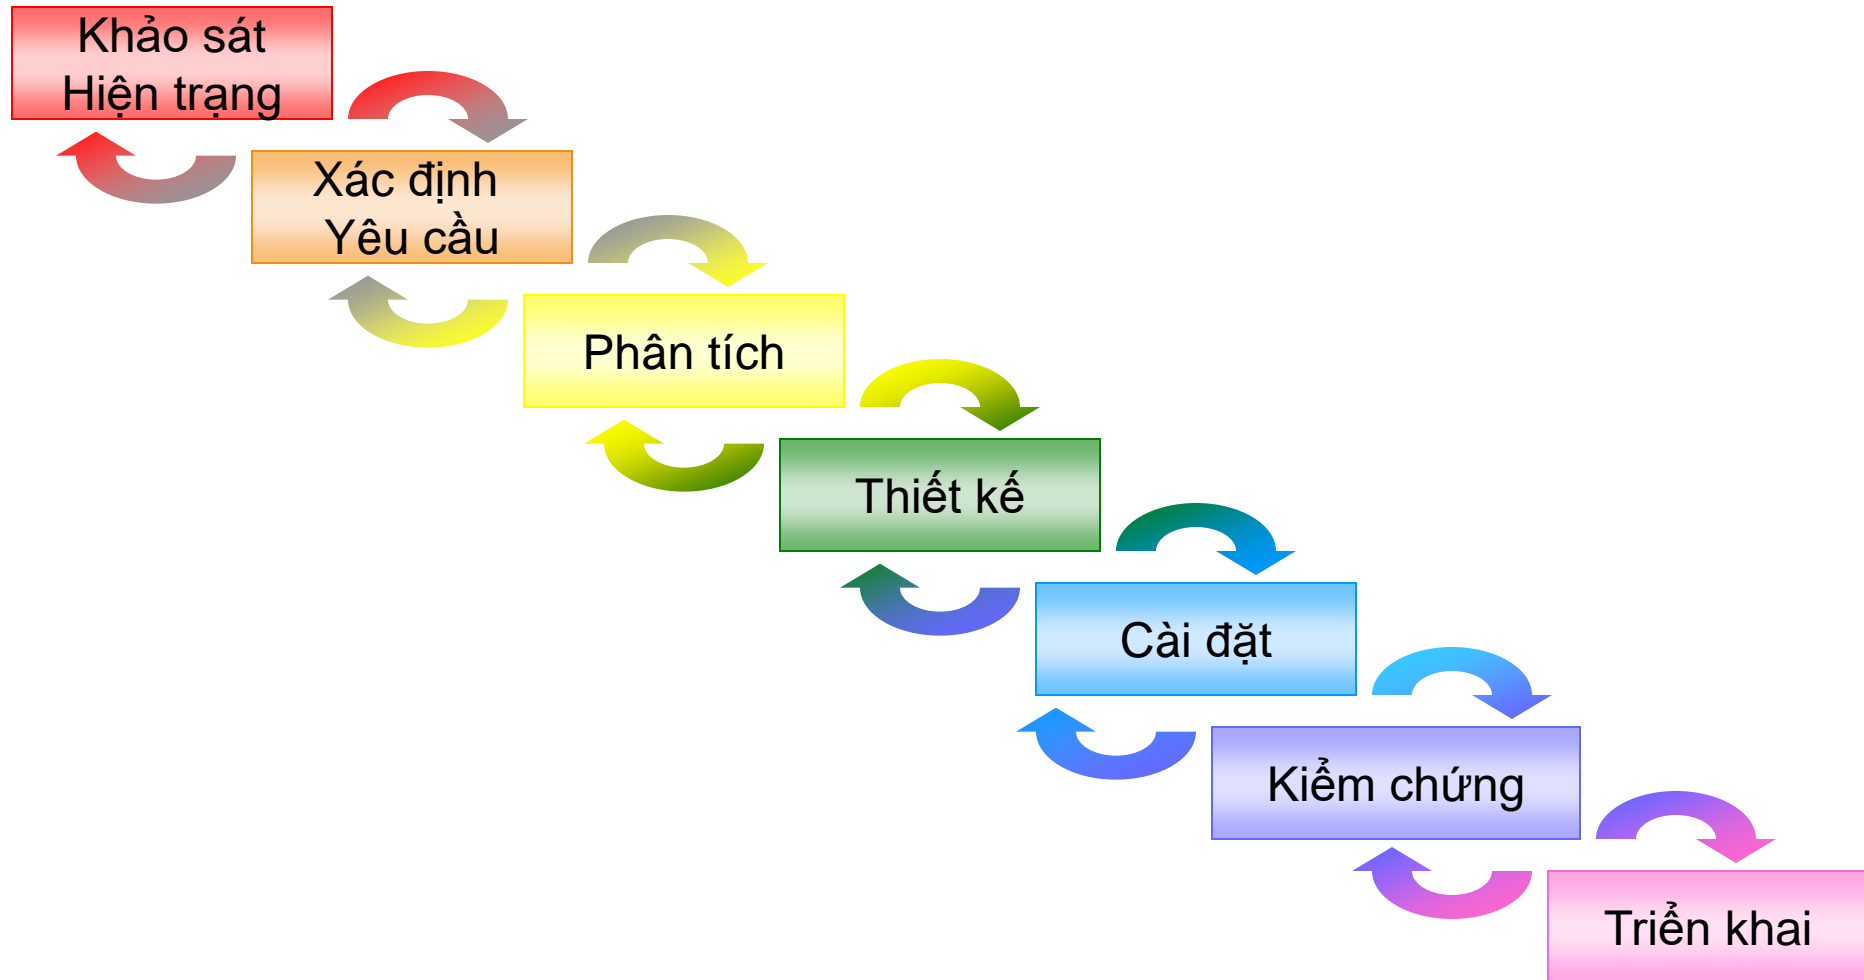 Khảo sát
Hiện trạng
Xác định
Yêu cầu
Phân tích
Thiết kế
Cài đặt
Kiểm chứng
Triển khai